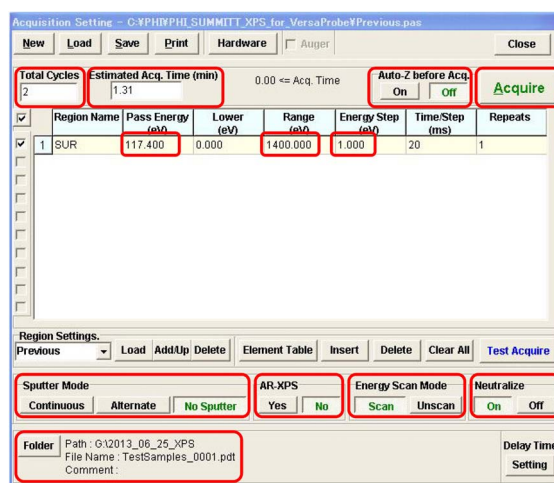 Acquisition Setting - C:¥PHI¥PHI_SUMMITT_XPS_for_VersaProbe¥Previous.pas
New Load Save Print Hardware Auger Close
Total Cycles Estimated Acq. Time (min) 0.00 <= Acq. Time Auto-Z before Acq. Acquire
2 1.31 On Off
Region Name Pass Energy (eV) Lower (eV) Range (eV) Energy Step (eV) Time/Step (ms) Repeats
1 SUR 117.400 0.000 1400.000 1.000 20 1
Region Settings.
Previous Load Add/Up Delete Element Table Insert Delete Clear All Test Acquire
Sputter Mode AR-XPS Energy Scan Mode Neutralize
Continuous Alternate No Sputter Yes No Scan Unscan On Off
Folder Path : G:\2013_06_25_XPS Delay Time
File Name : TestSamples_0001.pdt Setting
Comment :